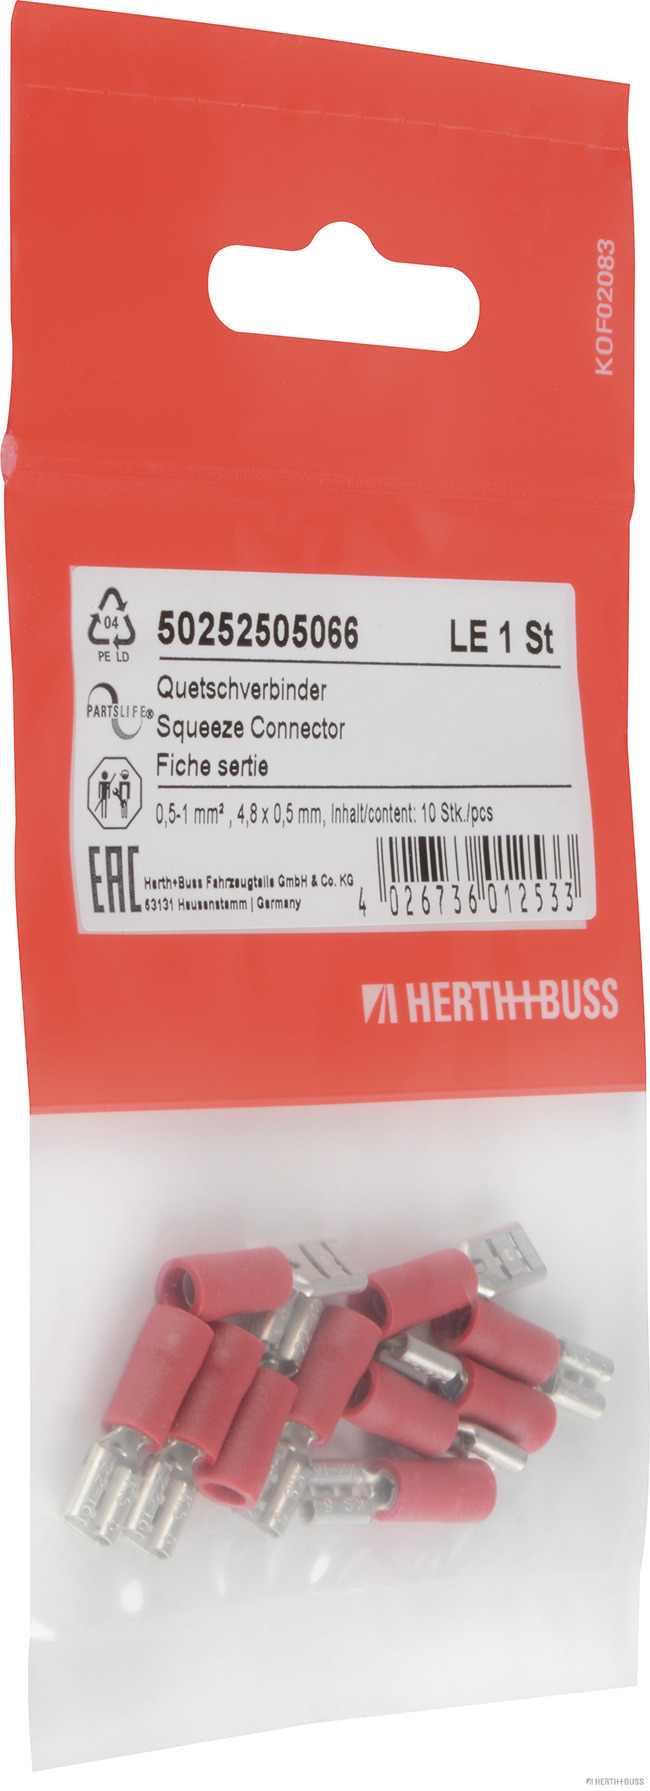 KOF02083
04
PE LD
50252505066 LE 1 St
PARTSLIFE®
Quetschverbinder
Squeeze Connector
Fiche sertie
0,5-1 mm², 4,8 x 0,5 mm, Inhalt/content: 10 Stk./pcs
EAC
Herth+Buss Fahrzeugteile GmbH & Co. KG
63131 Heusenstamm | Germany
4 026736 012533
HERTH+BUSS
HERTH+BUSS